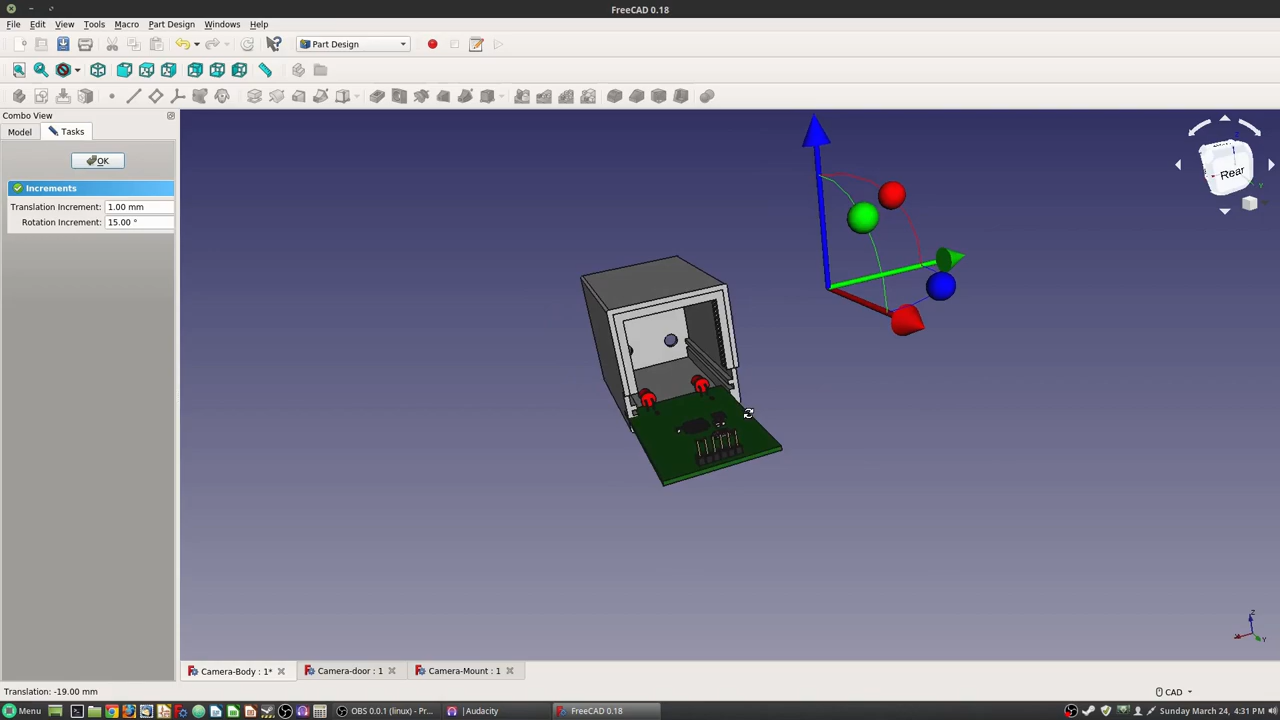 FreeCAD 0.18
File Edit View Tools Macro Part Design Windows Help
Part Design
Combo View
Model Tasks
OK
Increments
Translation Increment: 1.00 mm
Rotation Increment: 15.00 °
Rear
Z
Y
X
Camera-Body : 1* Camera-door : 1 Camera-Mount : 1
Translation: -19.00 mm
CAD
Menu OBS 0.0.1 (linux) - Pr... Audacity FreeCAD 0.18 Sunday March 24, 4:31 PM